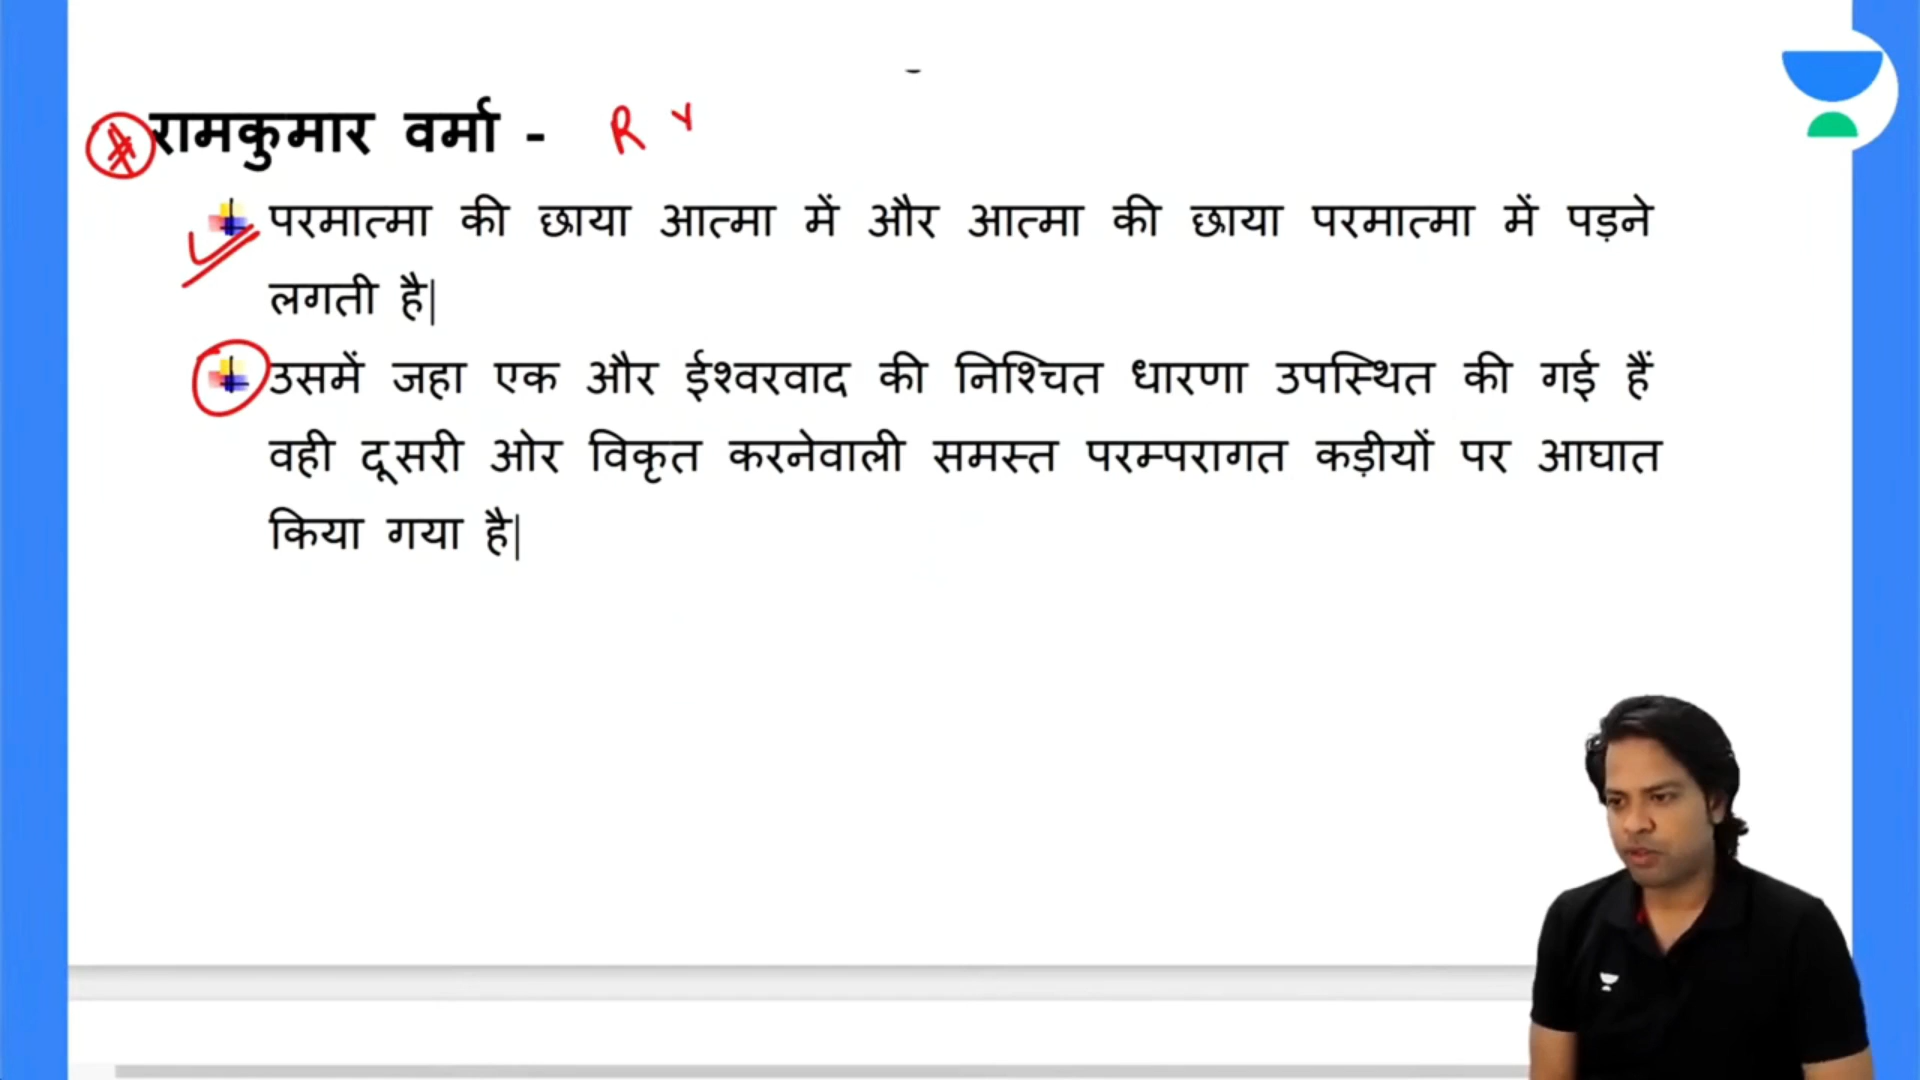 रामकुमार वर्मा - R Y
परमात्मा की छाया आत्मा में और आत्मा की छाया परमात्मा में पड़ने
लगती है|
उसमें जहा एक और ईश्वरवाद की निश्चित धारणा उपस्थित की गई हैं
वही दूसरी ओर विकृत करनेवाली समस्त परम्परागत कड़ीयों पर आघात
किया गया है|